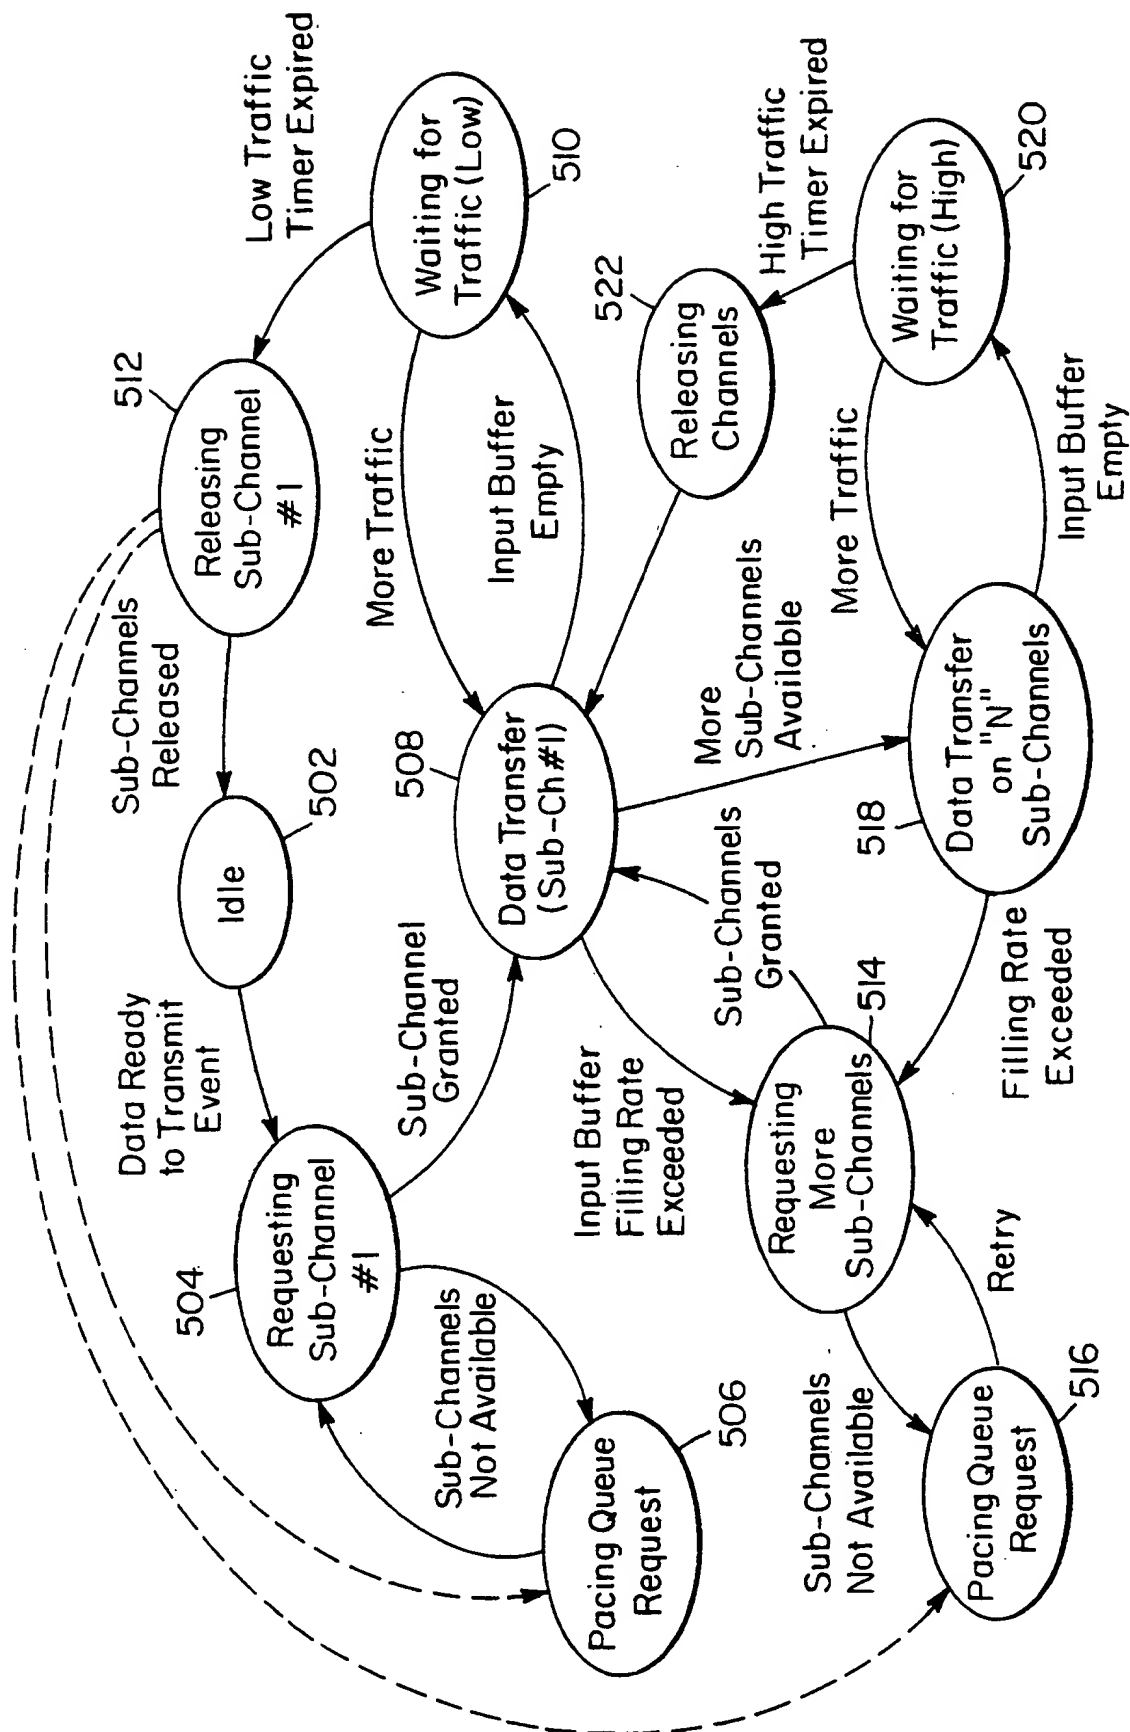 Low Traffic
Timer Expired
512
Releasing
Sub-Channel
#1
Sub-Channels
Released
Idle
502
Data Ready
to Transmit
Event
504
Requesting
Sub-Channel
#1
Sub-Channels
Not Available
Pacing Queue
Request
506
Sub-Channel
Granted
508
Data Transfer
(Sub-Ch#1)
More Traffic
Input Buffer
Empty
Waiting for
Traffic (Low)
510
High Traffic
Timer Expired
522
Releasing
Channels
More
Sub-Channels
Available
Sub-Channels
Granted
Input Buffer
Filling Rate
Exceeded
Requesting
More
Sub-Channels
514
Retry
Sub-Channels
Not Available
Pacing Queue
Request
516
Filling Rate
Exceeded
518
Data Transfer
on "N"
Sub-Channels
More Traffic
Input Buffer
Empty
Waiting for
Traffic (High)
520